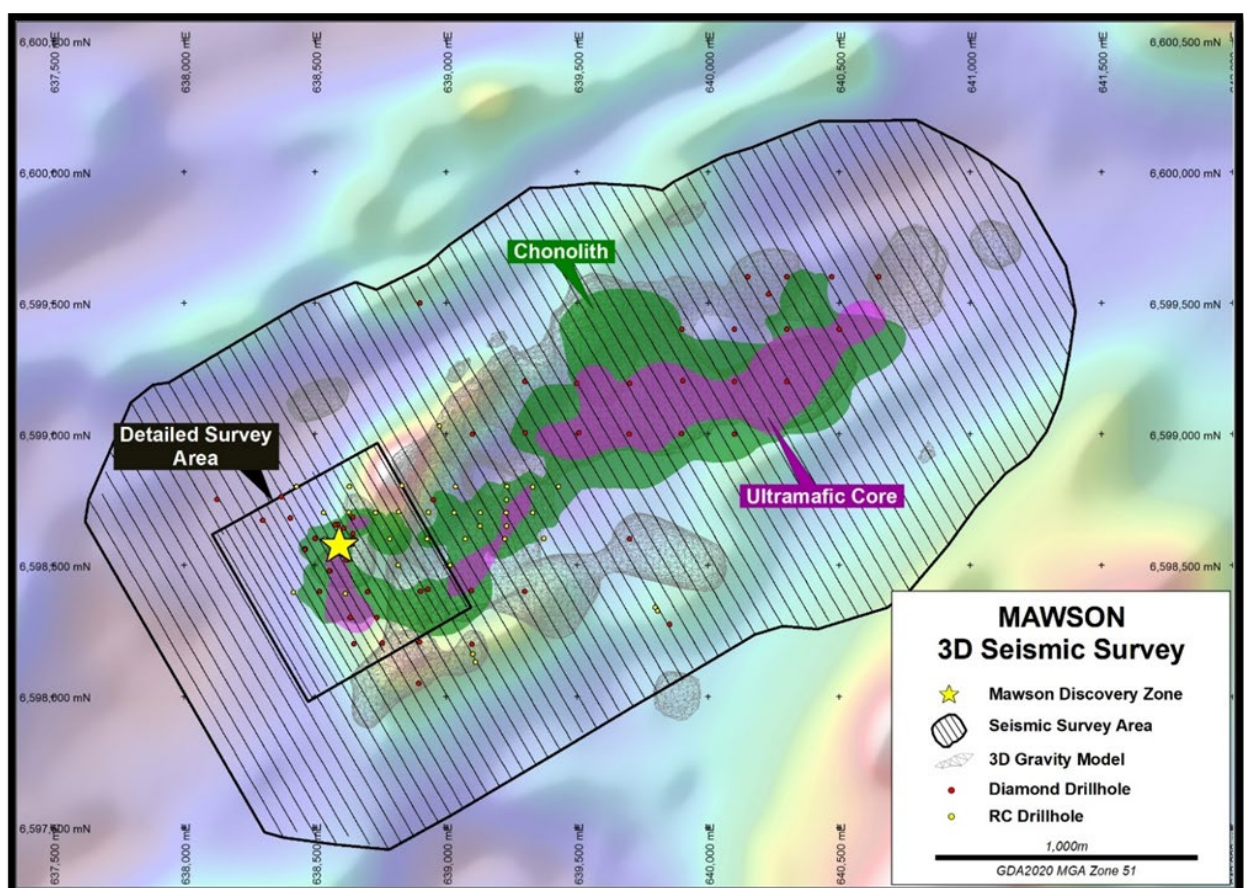 6,600,500 mN
637,500 mE
638,000 mE
638,500 mE
639,000 mE
639,500 mE
640,000 mE
640,500 mE
641,000 mE
641,500 mE
6,600,500 mN
6,600,000 mN
6,600,000 mN
Chonolith
6,599,500 mN
6,599,500 mN
Detailed Survey
Area
6,599,000 mN
6,599,000 mN
Ultramafic Core
6,598,500 mN
6,598,500 mN
MAWSON
3D Seismic Survey
Mawson Discovery Zone
Seismic Survey Area
3D Gravity Model
Diamond Drillhole
RC Drillhole
1,000m
GDA2020 MGA Zone 51
6,598,000 mN
6,597,500 mN
637,500 mE
638,000 mE
638,500 mE
639,000 mE
639,500 mE
640,000 mE
640,500 mE